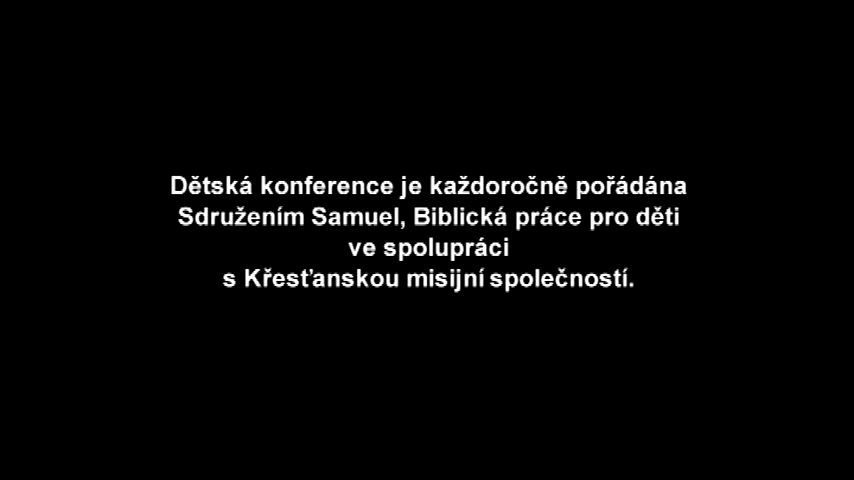 Dětská konference je každoročně pořádána
Sdružením Samuel, Biblická práce pro děti
ve spolupráci
s Křesťanskou misijní společností.